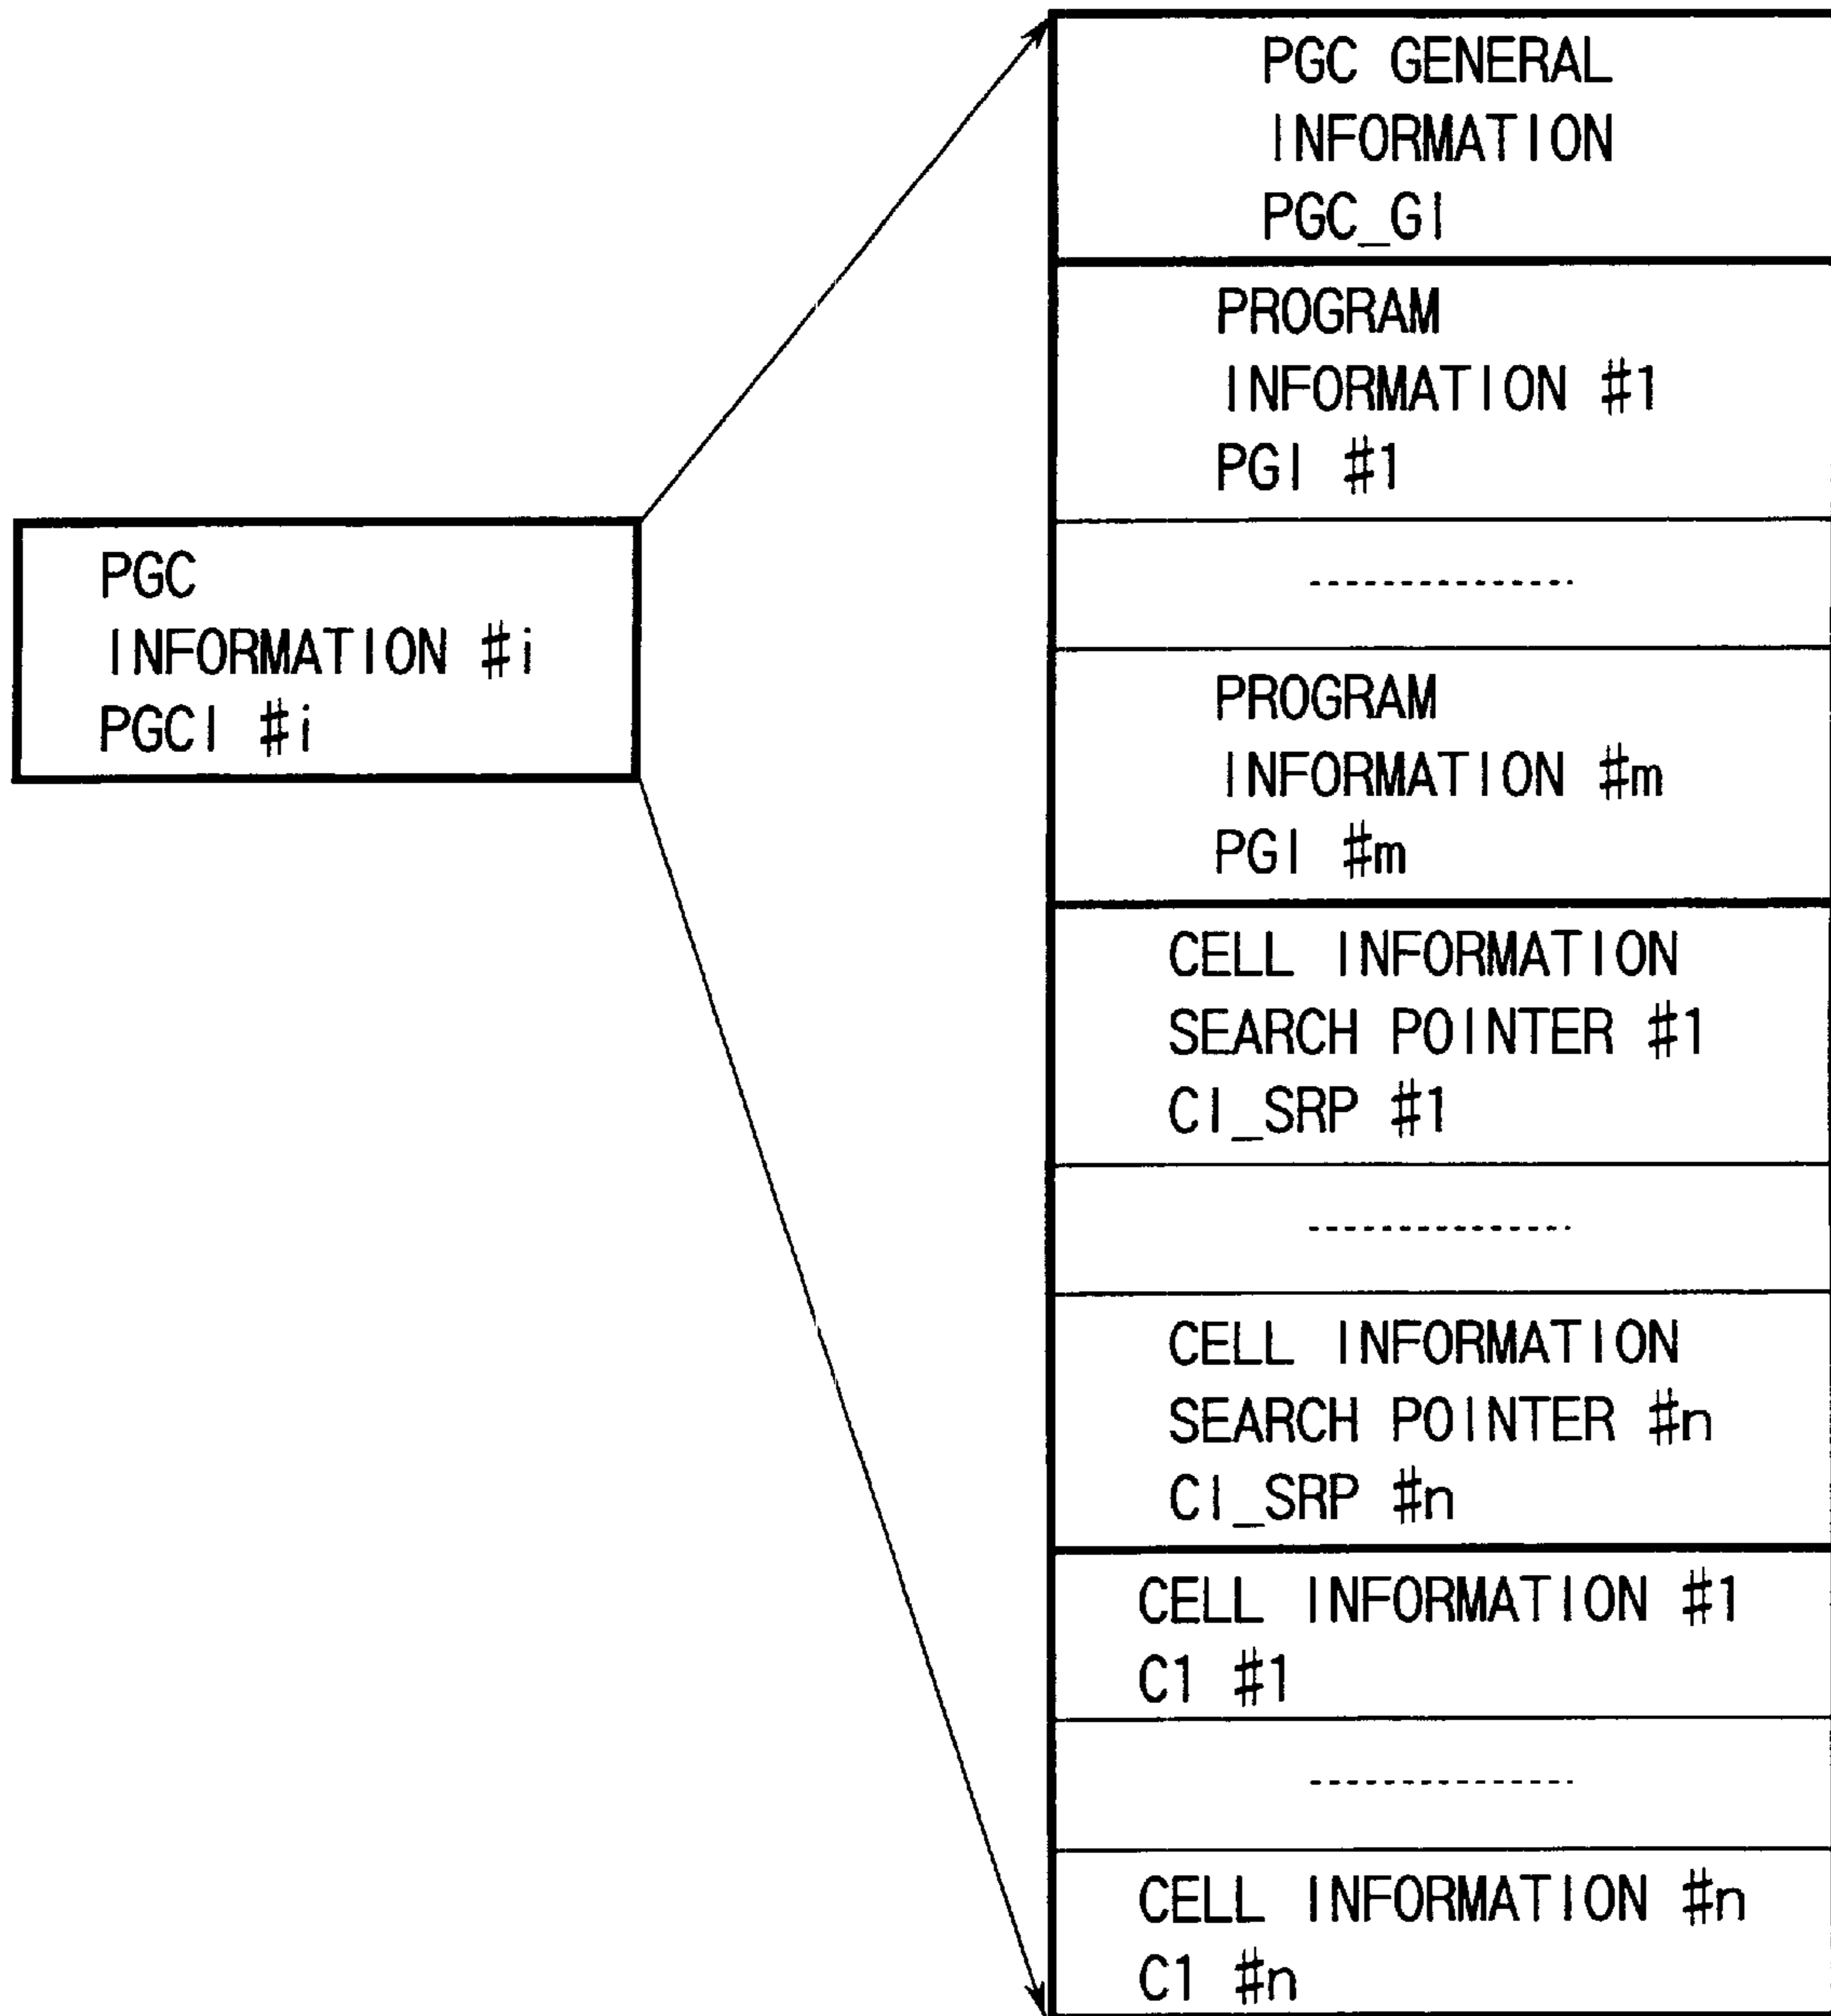 PGC
INFORMATION #i
PGCI #i
PGC GENERAL
INFORMATION
PGC_GI
PROGRAM
INFORMATION #1
PGI #1
PROGRAM
INFORMATION #m
PGI #m
CELL INFORMATION
SEARCH POINTER #1
CI_SRP #1
CELL INFORMATION
SEARCH POINTER #n
CI_SRP #n
CELL INFORMATION #1
C1 #1
CELL INFORMATION #n
C1 #n